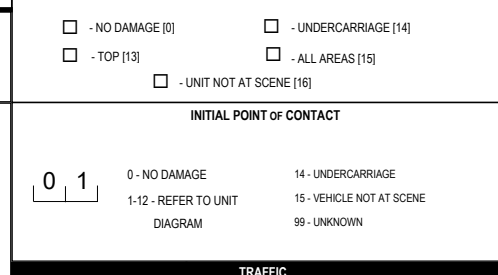 ☐ - NO DAMAGE [0] ☐ - UNDERCARRIAGE [14]
☐ - TOP [13] ☐ - ALL AREAS [15]
☐ - UNIT NOT AT SCENE [16]
INITIAL POINT OF CONTACT
0 1
0 - NO DAMAGE 14 - UNDERCARRIAGE
1-12 - REFER TO UNIT 15 - VEHICLE NOT AT SCENE
DIAGRAM 99 - UNKNOWN
TRAFFIC